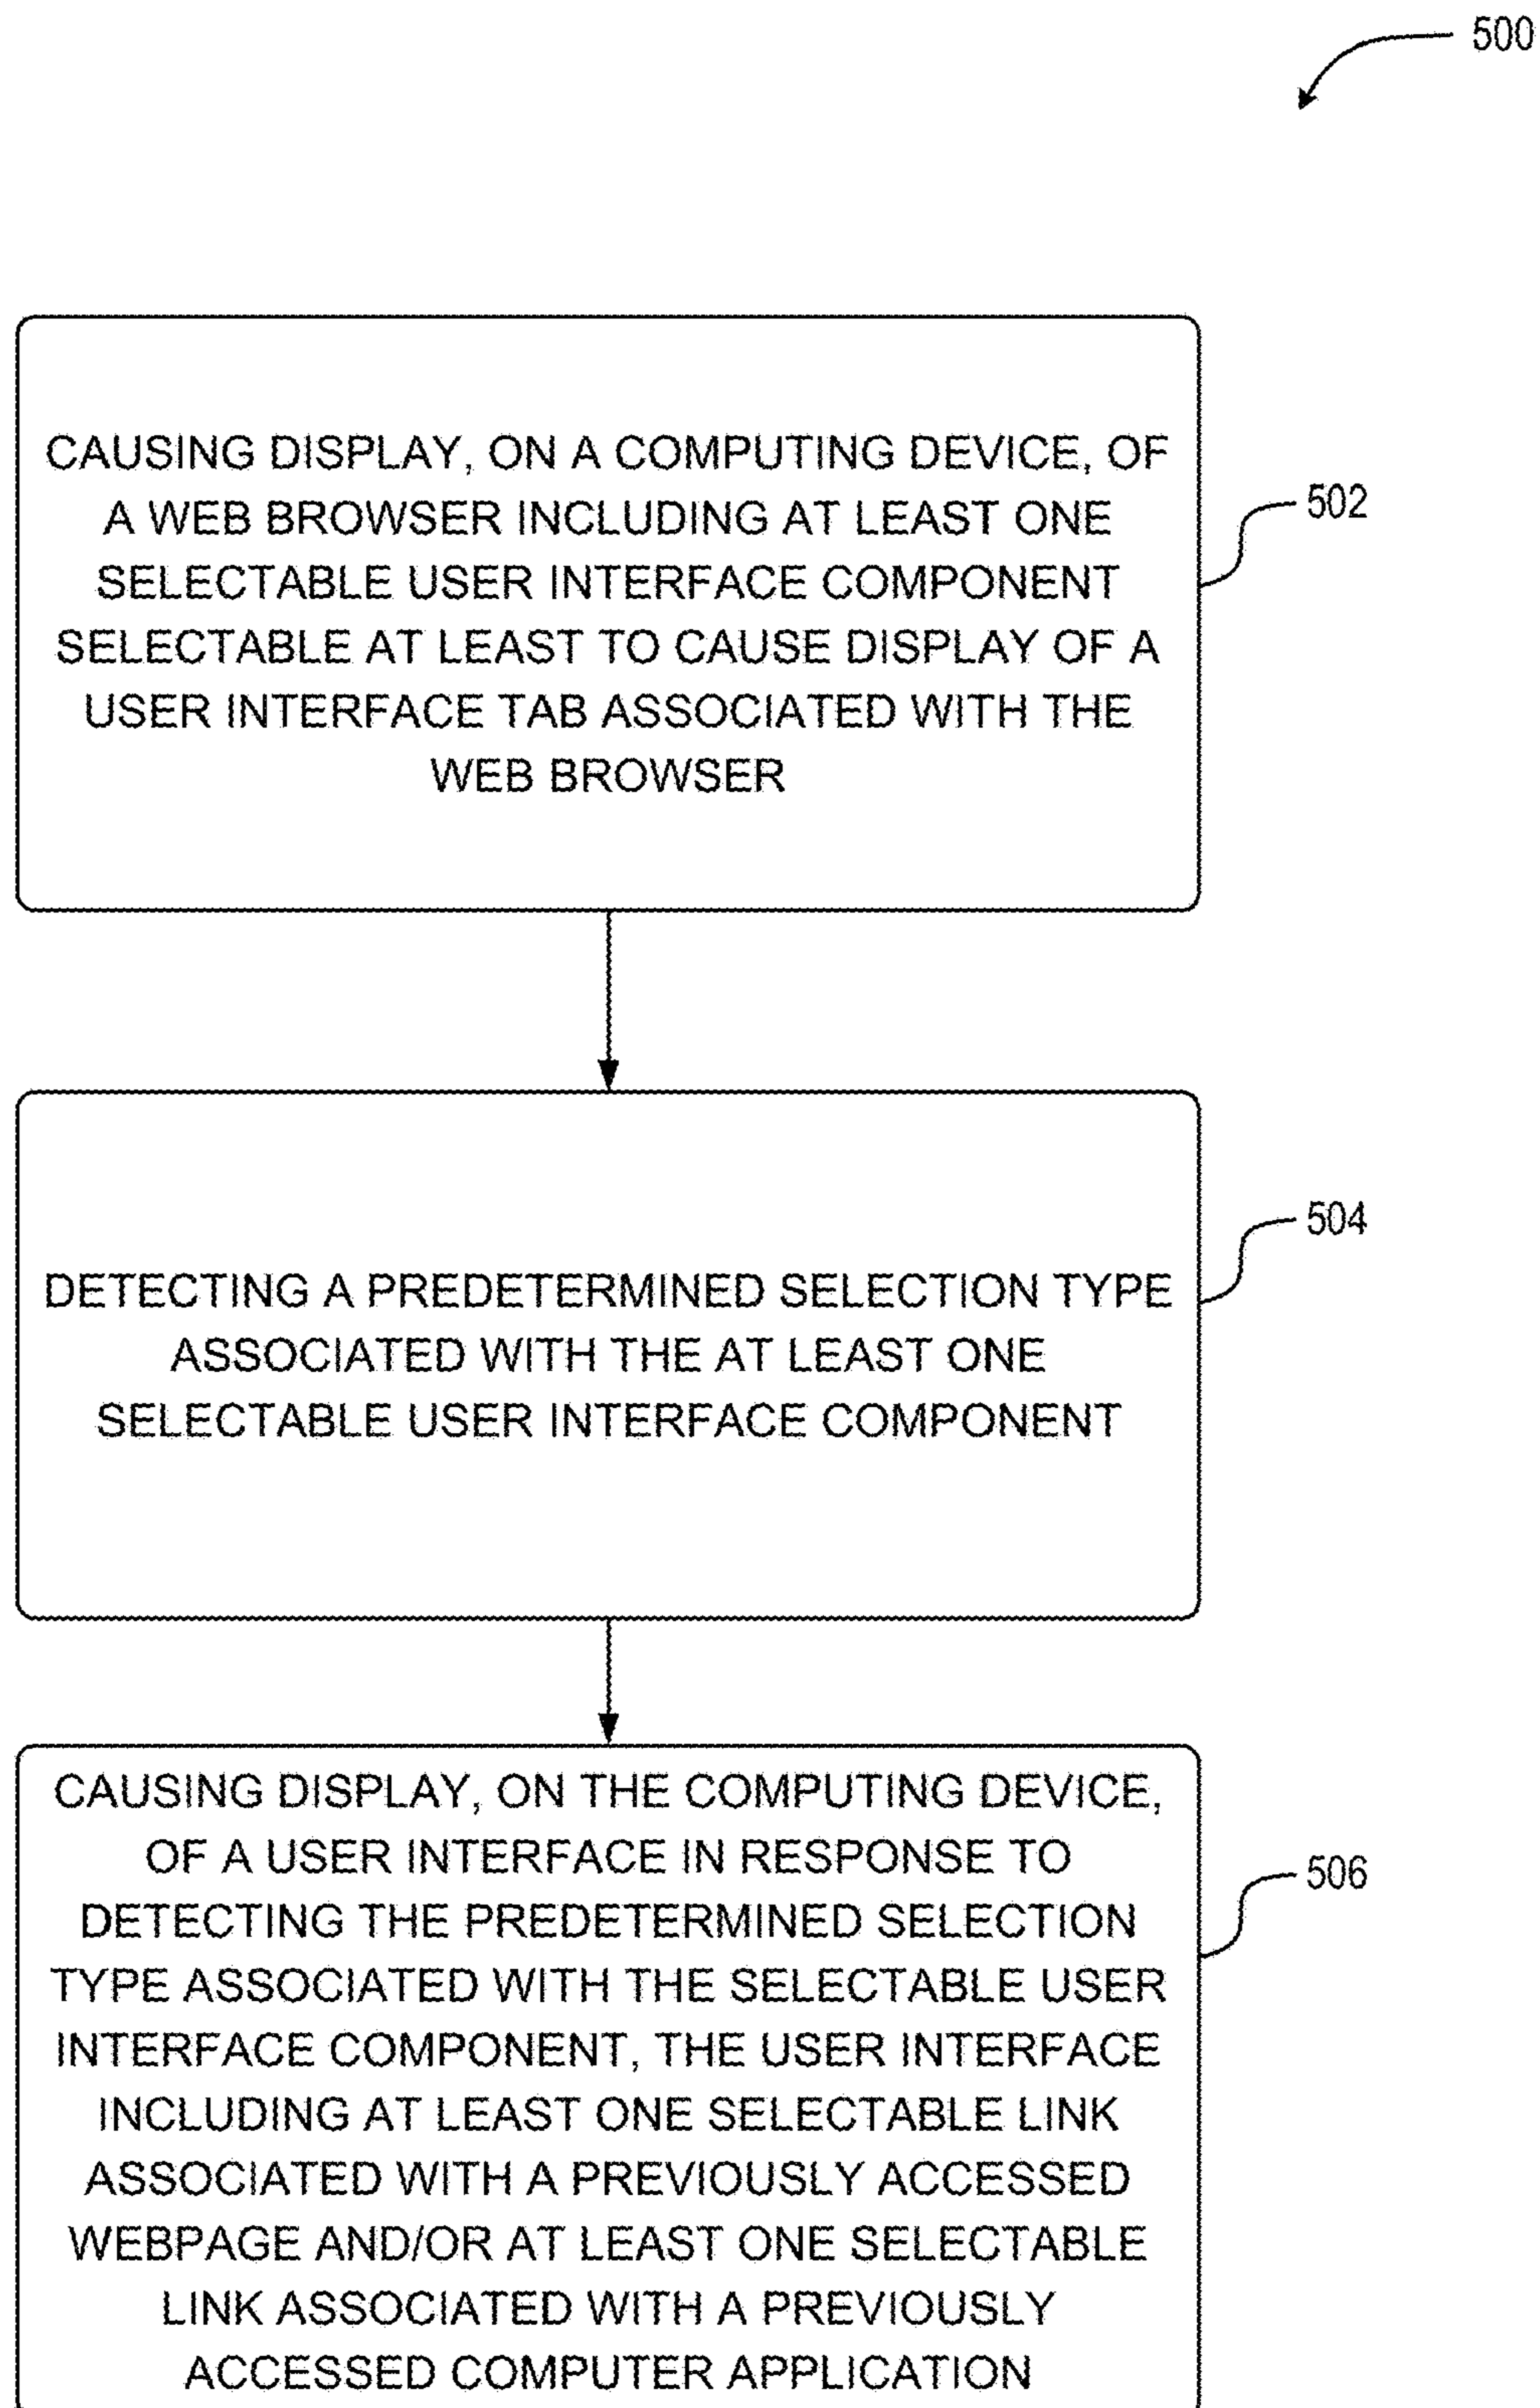 500
CAUSING DISPLAY, ON A COMPUTING DEVICE, OF
A WEB BROWSER INCLUDING AT LEAST ONE
SELECTABLE USER INTERFACE COMPONENT
SELECTABLE AT LEAST TO CAUSE DISPLAY OF A
USER INTERFACE TAB ASSOCIATED WITH THE
WEB BROWSER
502
DETECTING A PREDETERMINED SELECTION TYPE
ASSOCIATED WITH THE AT LEAST ONE
SELECTABLE USER INTERFACE COMPONENT
504
CAUSING DISPLAY, ON THE COMPUTING DEVICE,
OF A USER INTERFACE IN RESPONSE TO
DETECTING THE PREDETERMINED SELECTION
TYPE ASSOCIATED WITH THE SELECTABLE USER
INTERFACE COMPONENT, THE USER INTERFACE
INCLUDING AT LEAST ONE SELECTABLE LINK
ASSOCIATED WITH A PREVIOUSLY ACCESSED
WEBPAGE AND/OR AT LEAST ONE SELECTABLE
LINK ASSOCIATED WITH A PREVIOUSLY
ACCESSED COMPUTER APPLICATION
506